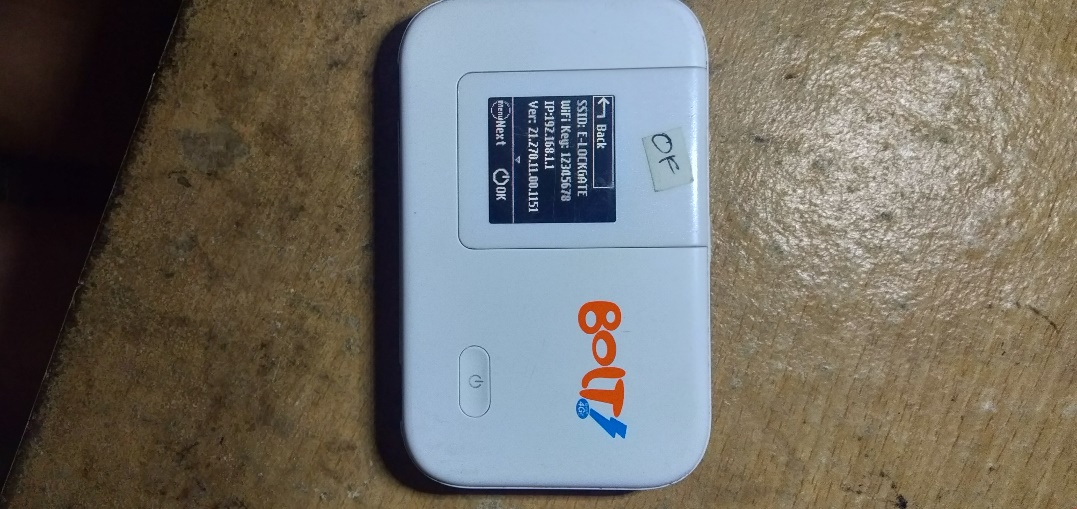 Back
SSID: E-LOCKGATE
WiFi Key: 12345678
IP:192.168.1.1
Ver: 21.270.11.00.1151
menu Next OK
OF
BOLT!
4G